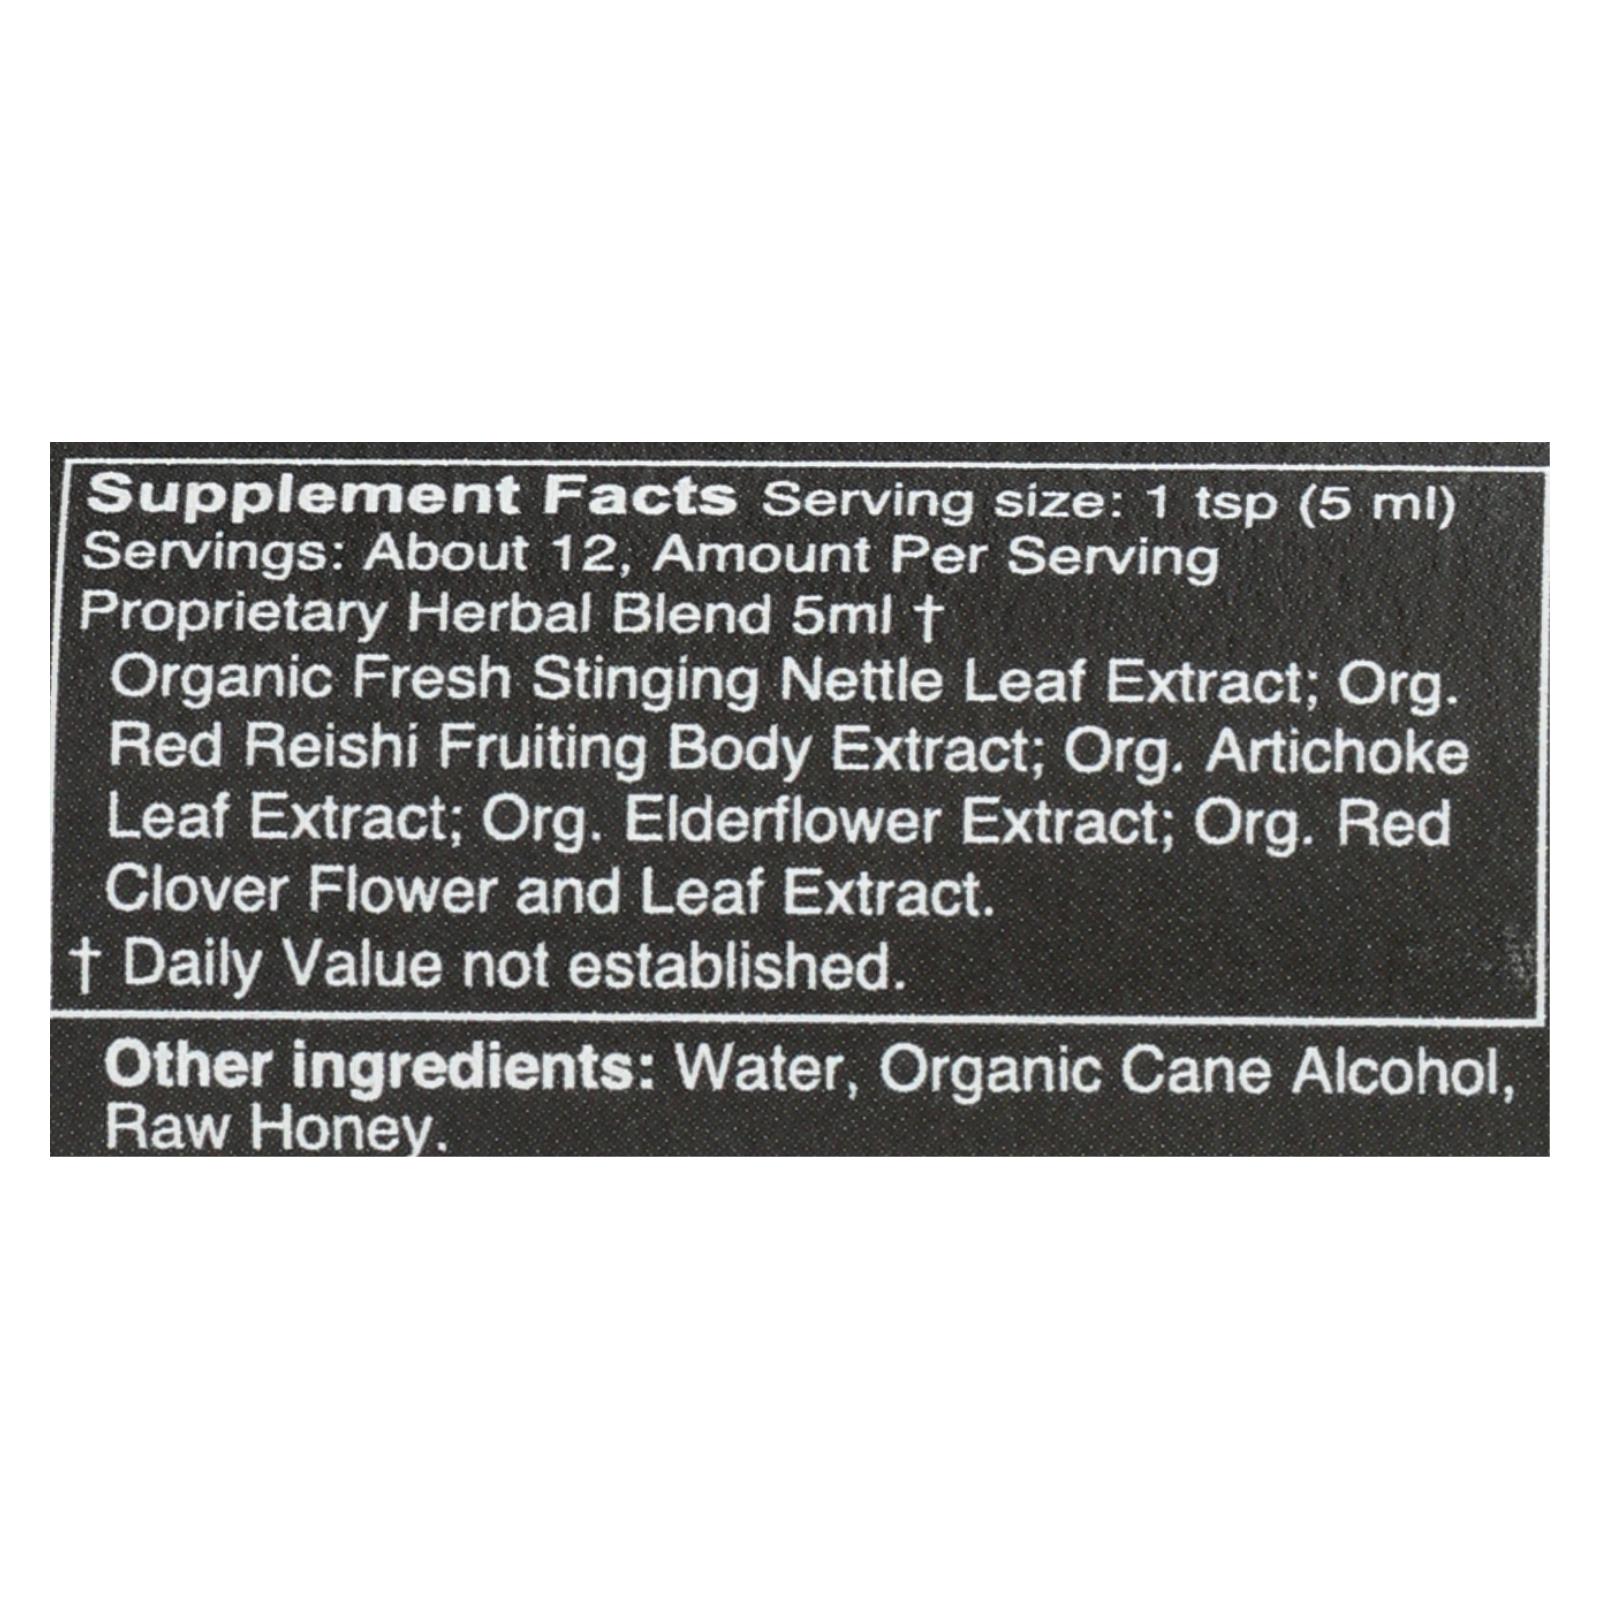 Supplement Facts Serving size: 1 tsp (5 ml)
Servings: About 12, Amount Per Serving
Proprietary Herbal Blend 5ml †
Organic Fresh Stinging Nettle Leaf Extract; Org.
Red Reishi Fruiting Body Extract; Org. Artichoke
Leaf Extract; Org. Elderflower Extract; Org. Red
Clover Flower and Leaf Extract.
† Daily Value not established.
Other ingredients: Water, Organic Cane Alcohol,
Raw Honey.